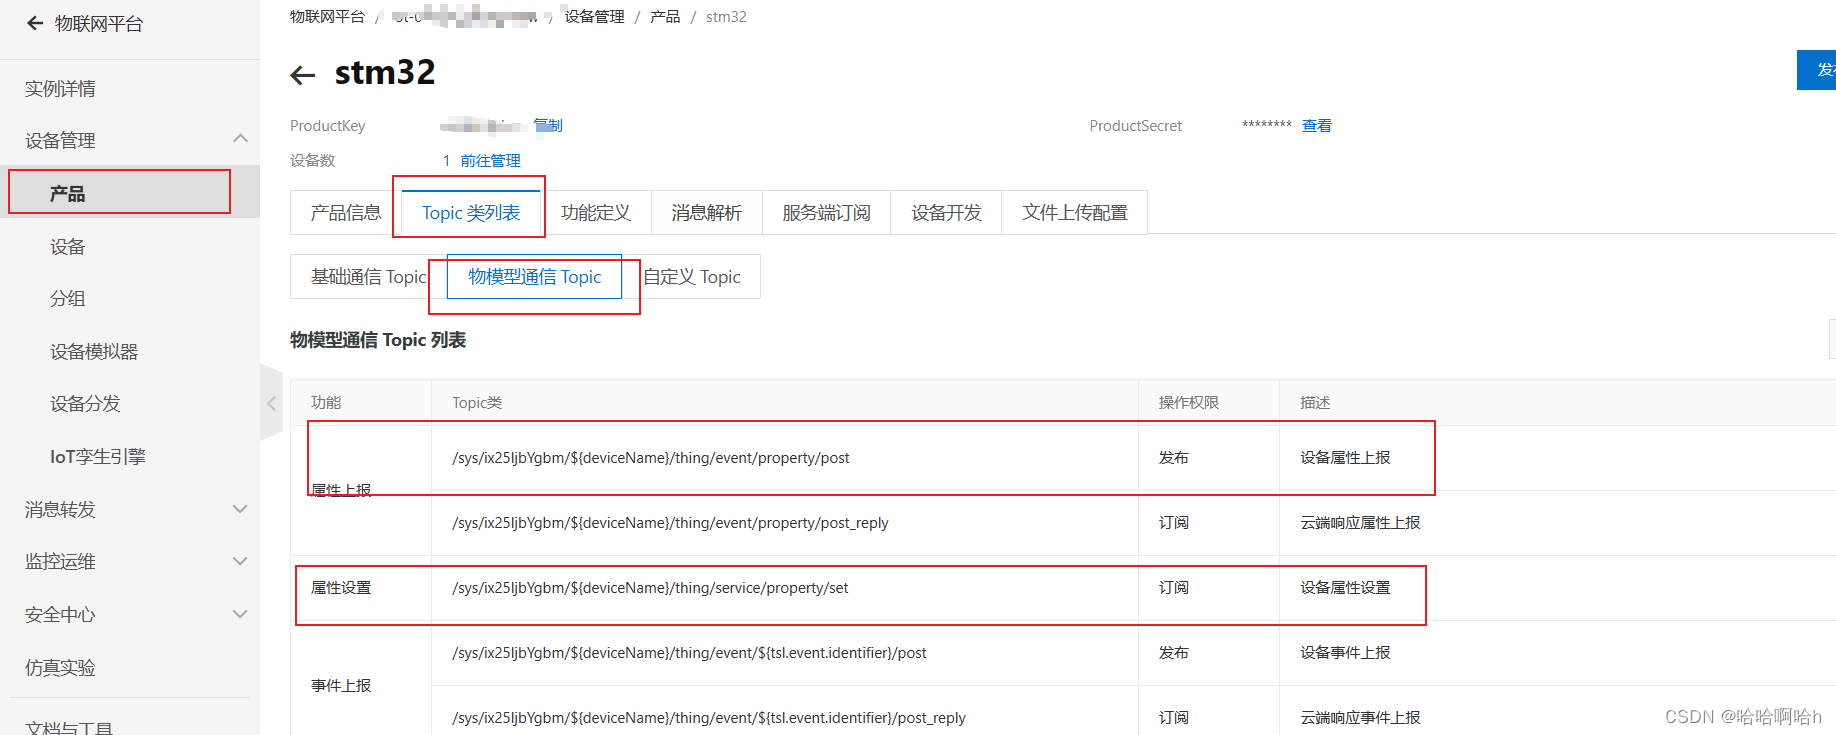 物联网平台
实例详情
设备管理
产品
设备
分组
设备模拟器
设备分发
IoT孪生引擎
消息转发
监控运维
安全中心
仿真实验
文档与工具
物联网平台 / / 设备管理 / 产品 / stm32
stm32
发布
ProductKey 复制 ProductSecret ******** 查看
设备数 1 前往管理
产品信息 Topic 类列表 功能定义 消息解析 服务端订阅 设备开发 文件上传配置
基础通信 Topic 物模型通信 Topic 自定义 Topic
物模型通信 Topic 列表
功能 Topic类 操作权限 描述
属性上报
/sys/ix25IjbYgbm/${deviceName}/thing/event/property/post 发布 设备属性上报
/sys/ix25IjbYgbm/${deviceName}/thing/event/property/post_reply 订阅 云端响应属性上报
属性设置 /sys/ix25IjbYgbm/${deviceName}/thing/service/property/set 订阅 设备属性设置
事件上报
/sys/ix25IjbYgbm/${deviceName}/thing/event/${tsl.event.identifier}/post 发布 设备事件上报
/sys/ix25IjbYgbm/${deviceName}/thing/event/${tsl.event.identifier}/post_reply 订阅 云端响应事件上报
CSDN @哈哈啊哈h